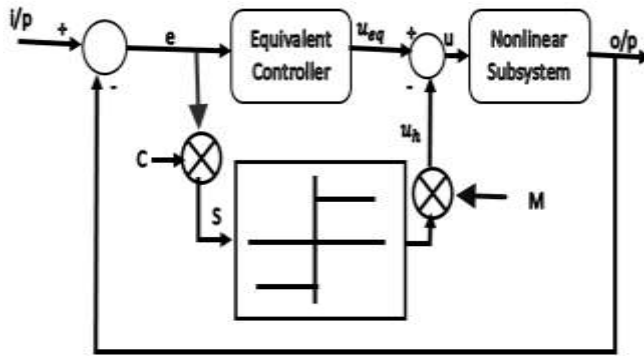 i/p
+
e
-
Equivalent
Controller
u_eq
+
-
u
Nonlinear
Subsystem
o/p
C
S
u_h
M